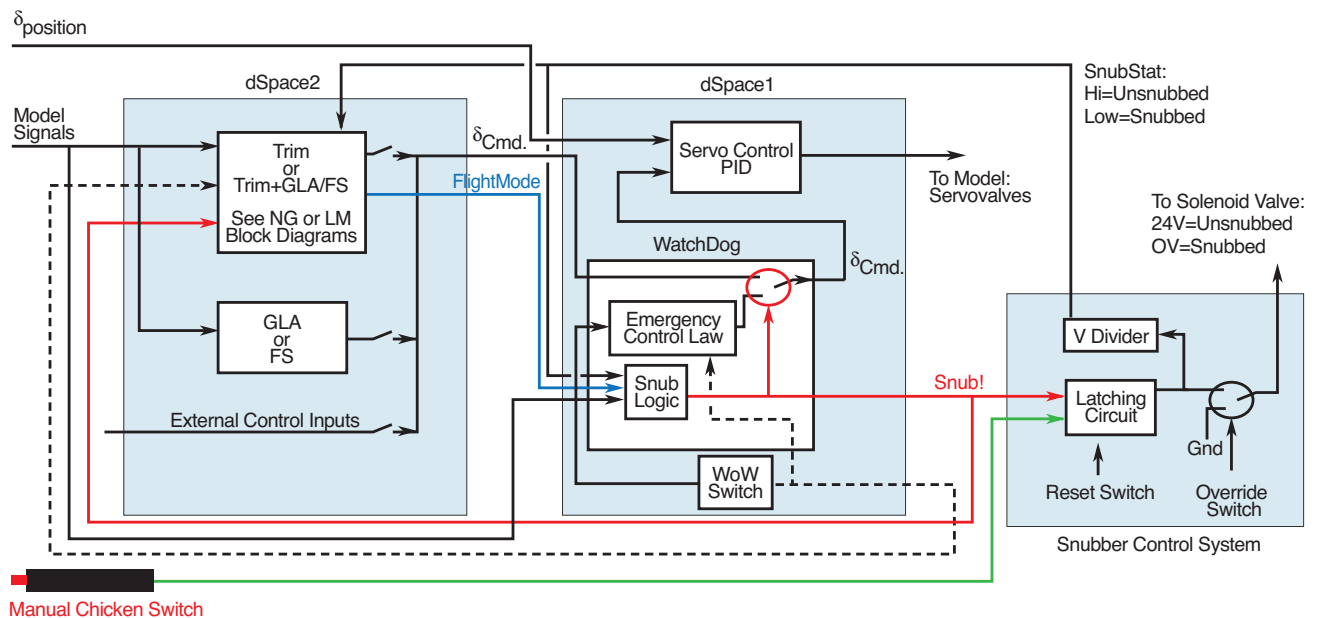 δposition
dSpace2
dSpace1
SnubStat:
Hi=Unsnubbed
Low=Snubbed
Model
Signals
Trim
or
Trim+GLA/FS
See NG or LM
Block Diagrams
δCmd.
FlightMode
Servo Control
PID
To Model:
Servovalves
To Solenoid Valve:
24V=Unsnubbed
OV=Snubbed
WatchDog
δCmd.
GLA
or
FS
Emergency
Control Law
V Divider
Snub
Logic
Snub!
Latching
Circuit
External Control Inputs
Gnd
WoW
Switch
Reset Switch
Override
Switch
Snubber Control System
Manual Chicken Switch